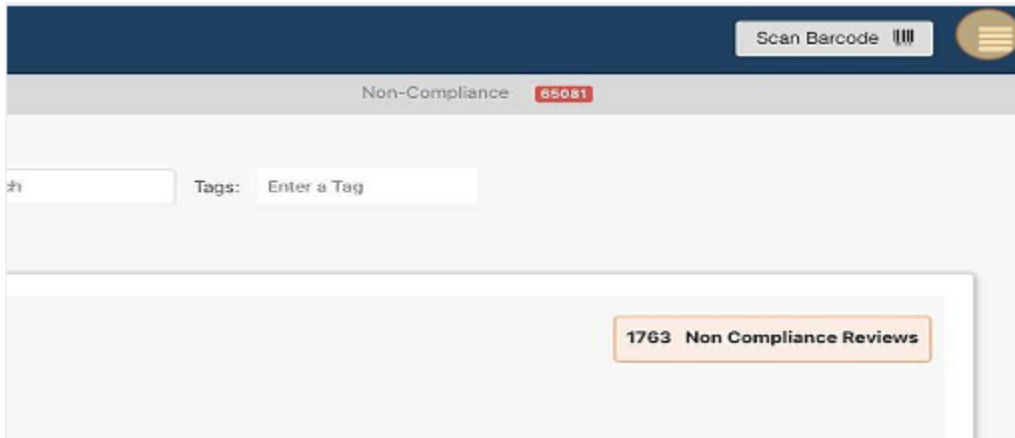 Scan Barcode
Non-Compliance 65081
Tags: Enter a Tag
1763 Non Compliance Reviews